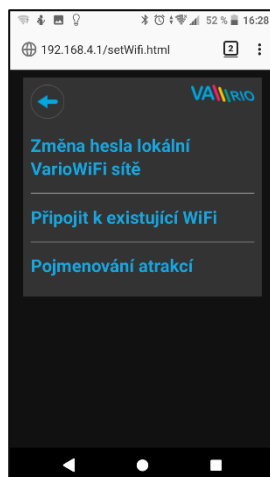 52 % 16:28
192.168.4.1/setWifi.html 2
VARIO
Změna hesla lokální
VarioWiFi sítě
Připojit k existující WiFi
Pojmenování atrakcí